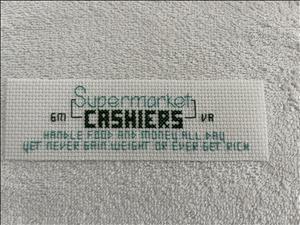 Supermarket
GM CASHIERS VR
HANDLE FOOD AND MONEY ALL DAY
YET NEVER GAIN WEIGHT OR EVER GET RICH